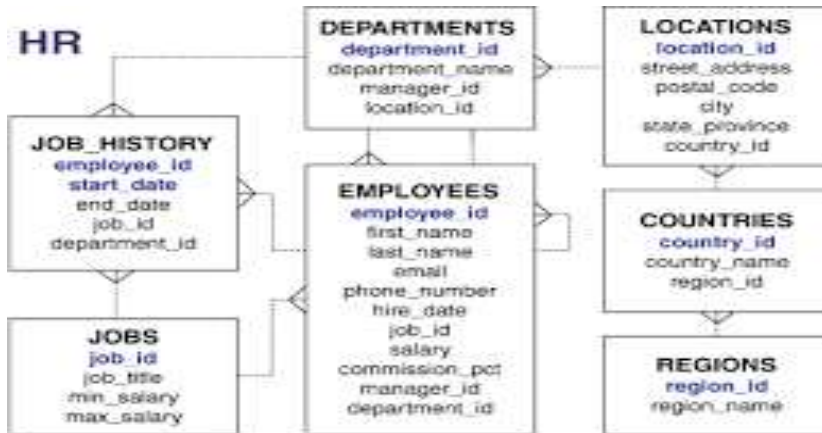 HR
DEPARTMENTS
department_id
department_name
manager_id
location_id
LOCATIONS
location_id
street_address
postal_code
city
state_province
country_id
JOB_HISTORY
employee_id
start_date
end_date
job_id
department_id
EMPLOYEES
employee_id
first_name
last_name
email
phone_number
hire_date
job_id
salary
commission_pct
manager_id
department_id
COUNTRIES
country_id
country_name
region_id
JOBS
job_id
job_title
min_salary
max_salary
REGIONS
region_id
region_name